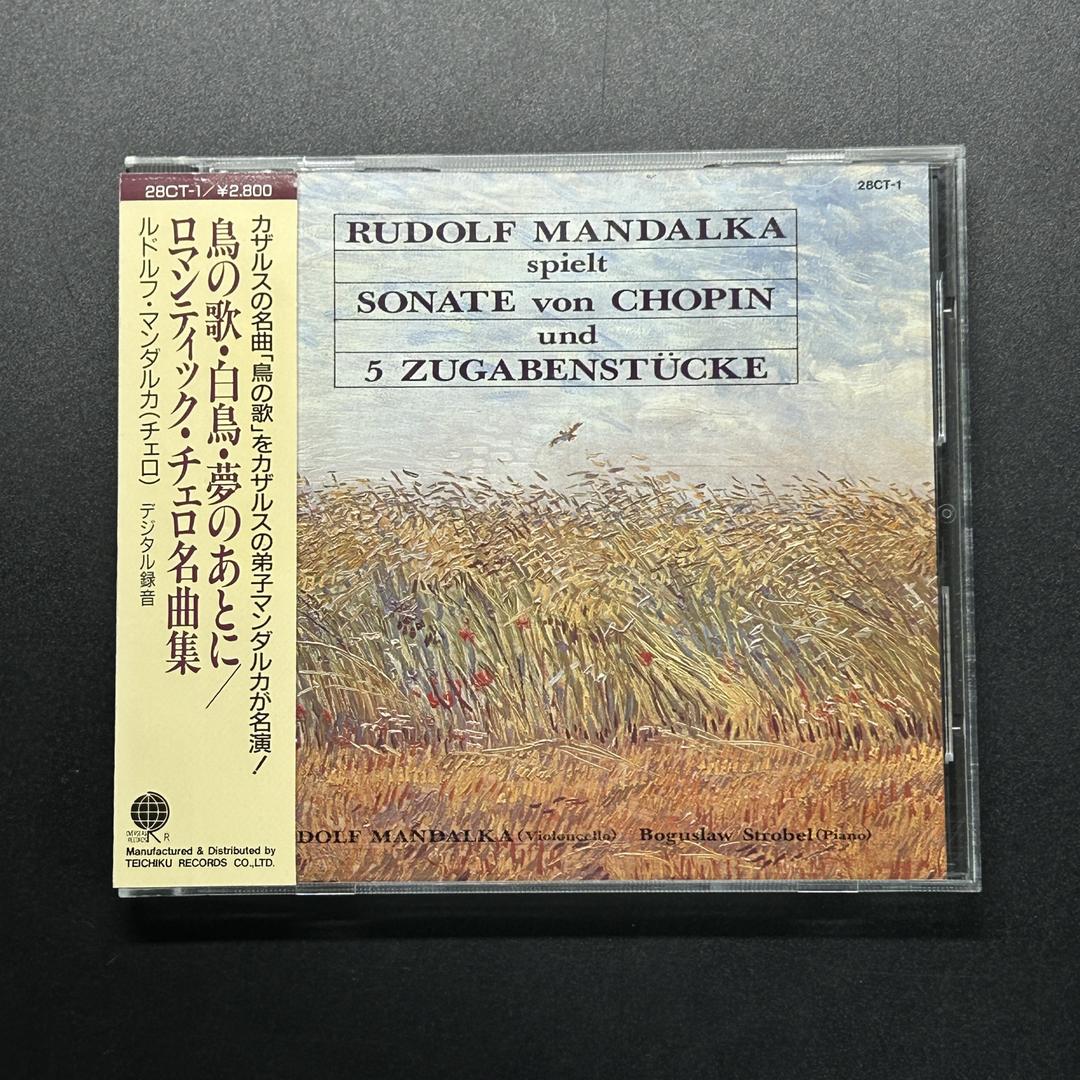 28CT-1/¥2.800
カザルスの名曲「鳥の歌」をカザルスの弟子マンダルカが名演!
鳥の歌・白鳥・夢のあとに/
ロマンティック・チェロ名曲集
ルドルフ・マンダルカ(チェロ) デジタル録音
R
Manufactured & Distributed by
TEICHIKU RECORDS CO.,LTD.
28CT-1
RUDOLF MANDALKA
spielt
SONATE von CHOPIN
und
5 ZUGABENSTÜCKE
DOLF MANDALKA (Violoncello) Boguslaw Strobel (Piano)